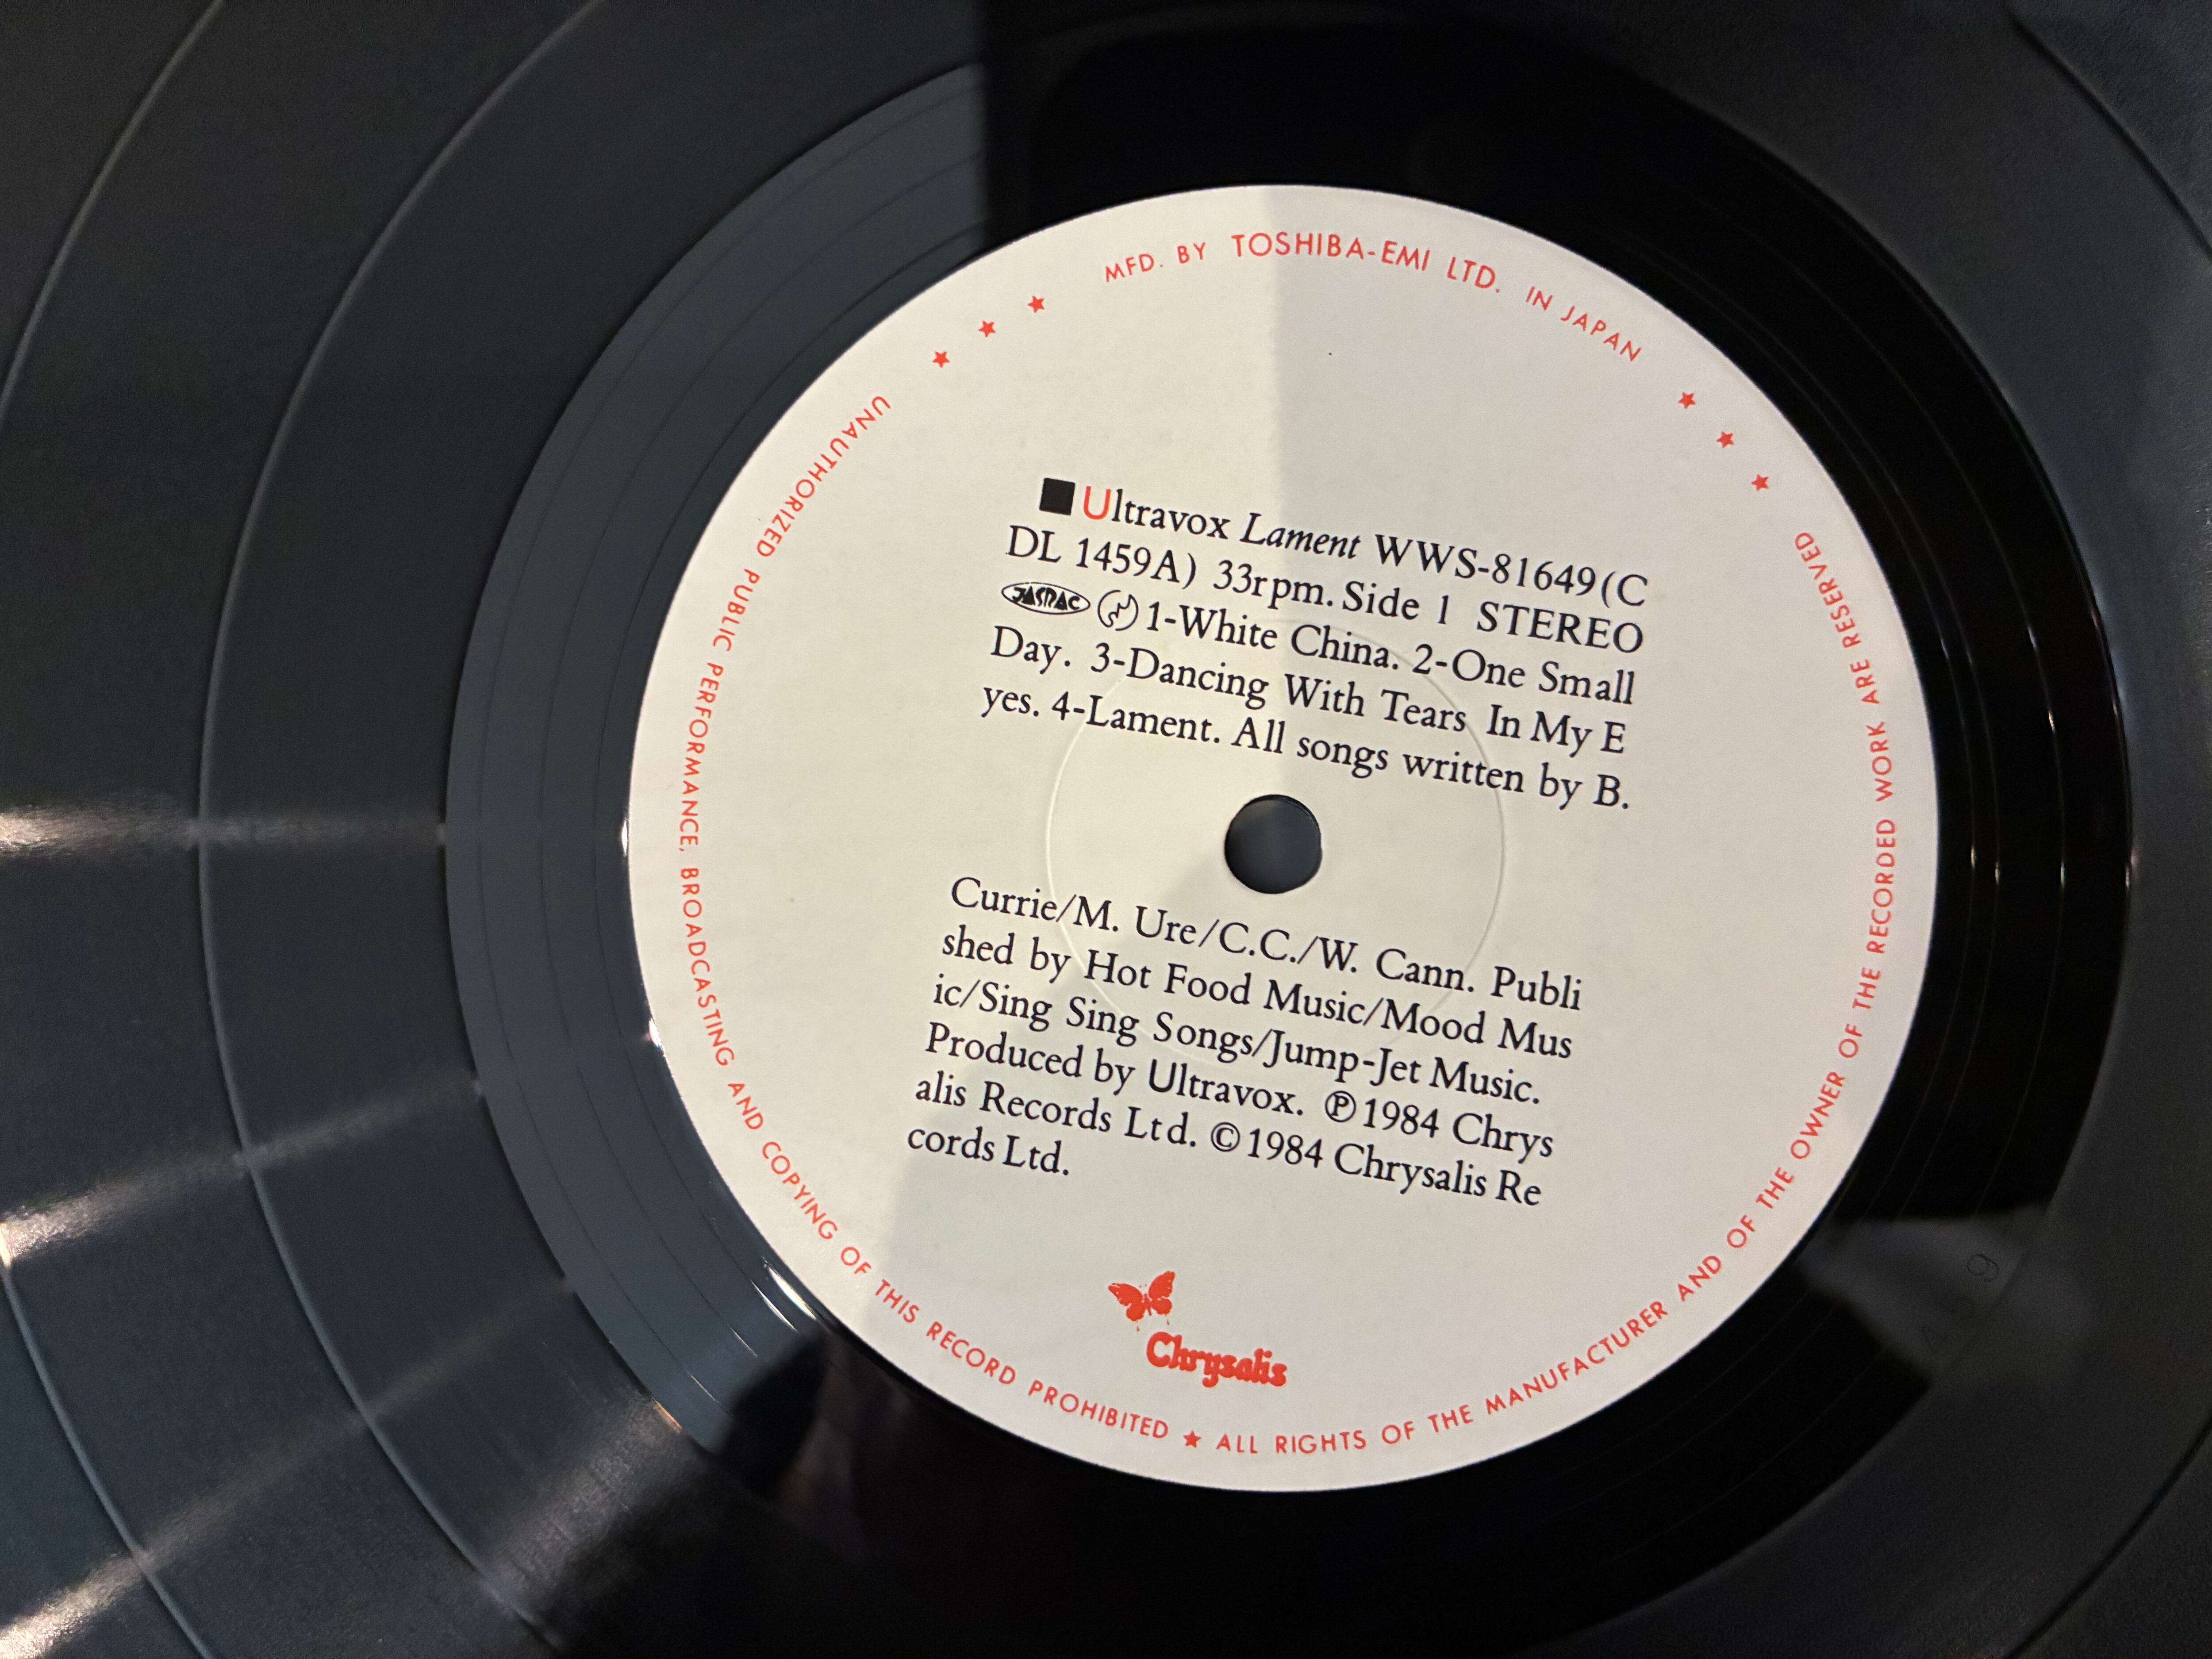 MFD. BY TOSHIBA-EMI LTD. IN JAPAN
■Ultravox Lament WWS-81649(C
DL 1459A) 33rpm. Side 1 STEREO
JASRAC 1-White China. 2-One Small
Day. 3-Dancing With Tears In My E
yes. 4-Lament. All songs written by B.
Currie/M. Ure/C.C./W. Cann. Publi
shed by Hot Food Music/Mood Mus
ic/Sing Sing Songs/Jump-Jet Music.
Produced by Ultravox. ℗1984 Chrys
alis Records Ltd. ©1984 Chrysalis Re
cords Ltd.
Chrysalis
UNAUTHORIZED PUBLIC PERFORMANCE, BROADCASTING AND COPYING OF THIS RECORD PROHIBITED ★ ALL RIGHTS OF THE MANUFACTURER AND OF THE OWNER OF THE RECORDED WORK ARE RESERVED